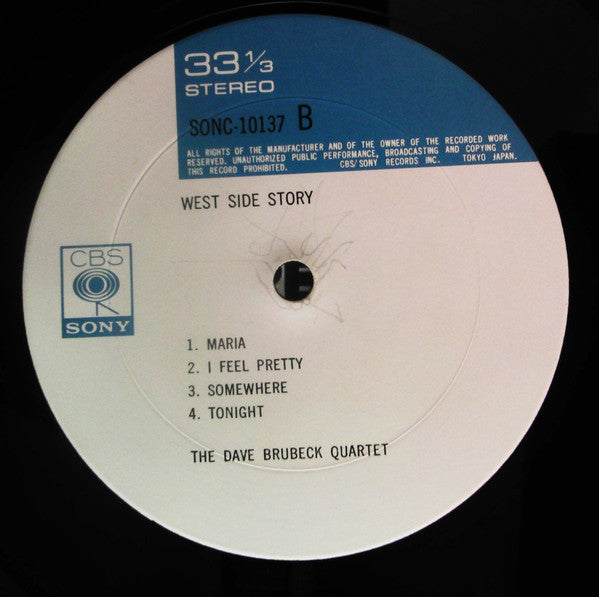 33 1/3
STEREO
SONC-10137 B
ALL RIGHTS OF THE MANUFACTURER AND OF THE OWNER OF THE RECORDED WORK
RESERVED. UNAUTHORIZED PUBLIC PERFORMANCE, BROADCASTING AND COPYING OF
THIS RECORD PROHIBITED. CBS/SONY RECORDS INC. TOKYO JAPAN.
WEST SIDE STORY
CBS
SONY
1. MARIA
2. I FEEL PRETTY
3. SOMEWHERE
4. TONIGHT
THE DAVE BRUBECK QUARTET